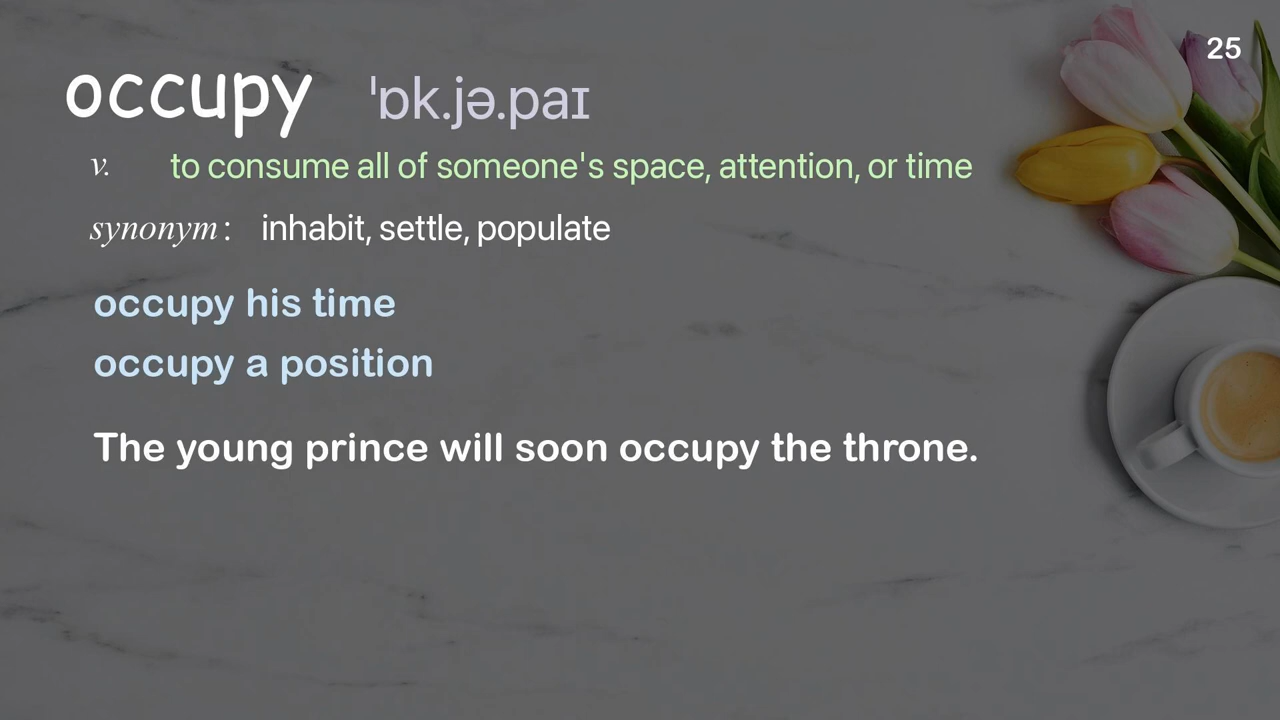 25
occupy ˈɒk.jə.paɪ
v. to consume all of someone's space, attention, or time
synonym: inhabit, settle, populate
occupy his time
occupy a position
The young prince will soon occupy the throne.